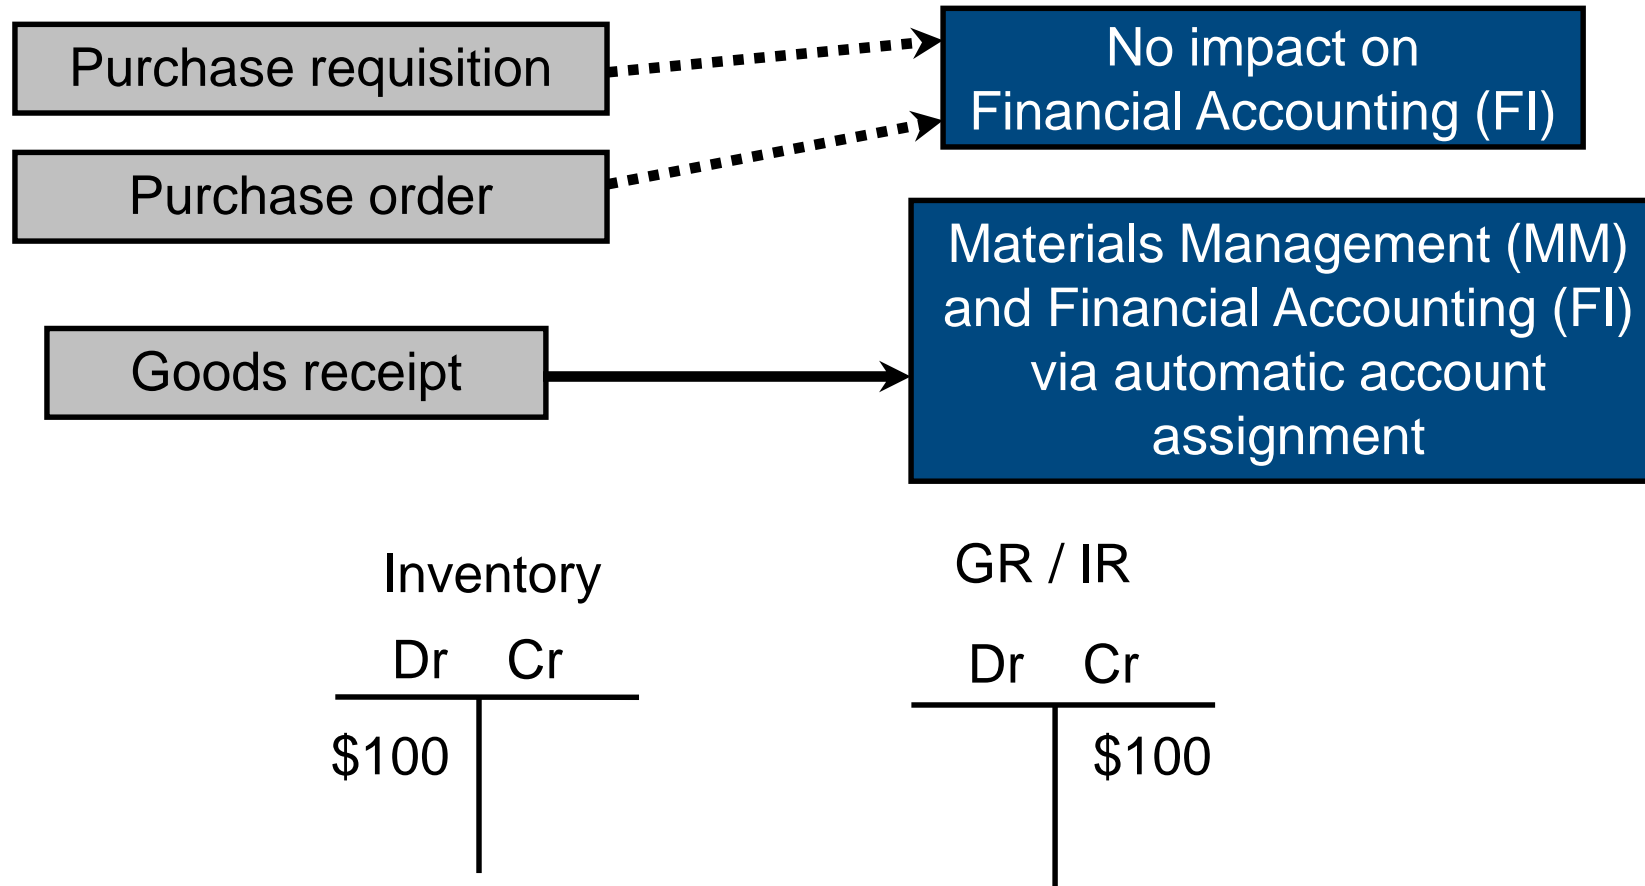 Purchase requisition
No impact on
Financial Accounting (FI)
Purchase order
Materials Management (MM)
and Financial Accounting (FI)
via automatic account
assignment
Goods receipt
Inventory
GR / IR
Dr Cr
Dr Cr
$100
$100